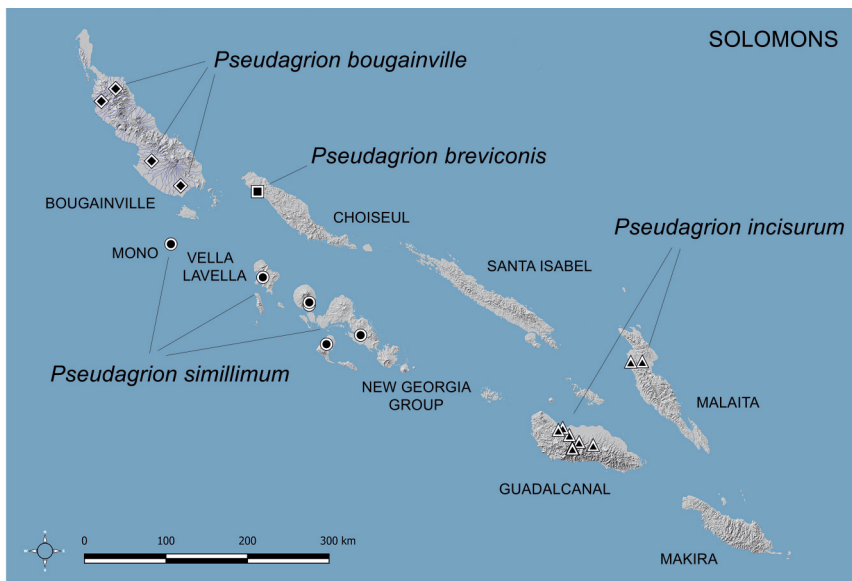 SOLOMONS
Pseudagrion bougainville
Pseudagrion breviconis
BOUGAINVILLE
CHOISEUL
Pseudagrion incisurum
MONO
VELLA
LAVELLA
SANTA ISABEL
Pseudagrion simillimum
NEW GEORGIA
GROUP
MALAITA
GUADALCANAL
MAKIRA
0 100 200 300 km